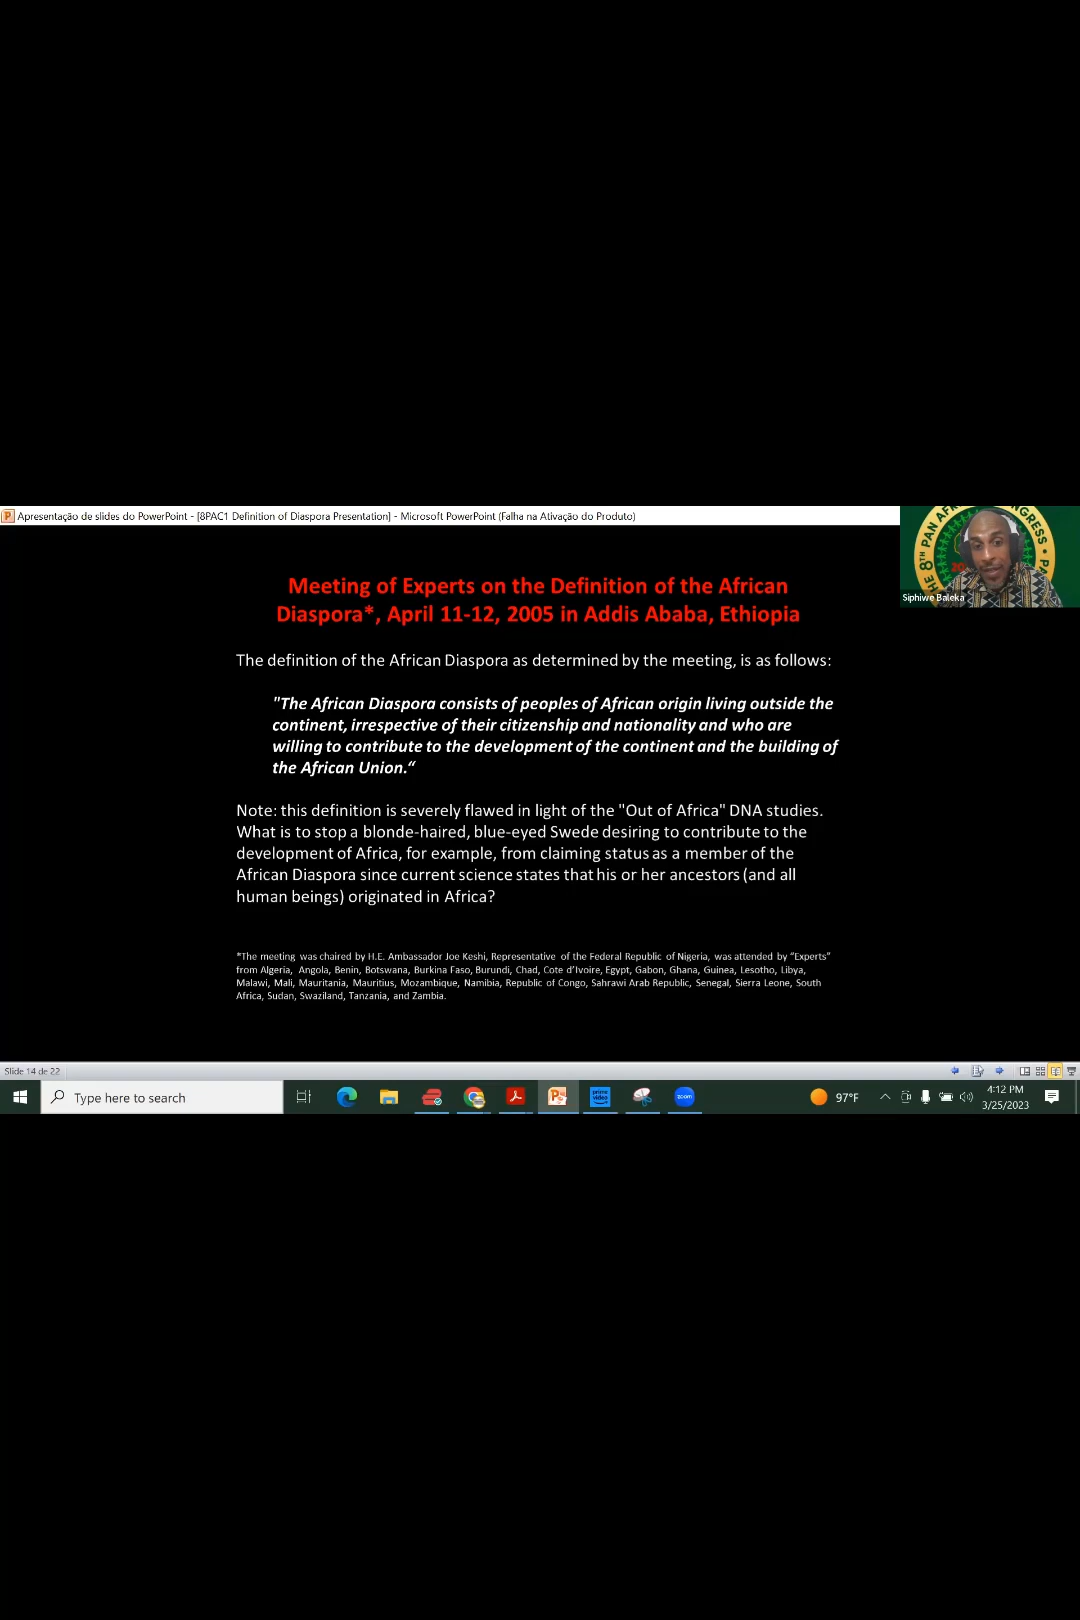 Apresentação de slides do PowerPoint - [8PAC1 Definition of Diaspora Presentation] - Microsoft PowerPoint (Falha na Ativação do Produto)
THE 8TH PAN AFR
GRESS • P
Siphiwe Baleka
Meeting of Experts on the Definition of the African
Diaspora*, April 11-12, 2005 in Addis Ababa, Ethiopia
The definition of the African Diaspora as determined by the meeting, is as follows:
"The African Diaspora consists of peoples of African origin living outside the
continent, irrespective of their citizenship and nationality and who are
willing to contribute to the development of the continent and the building of
the African Union.“
Note: this definition is severely flawed in light of the "Out of Africa" DNA studies.
What is to stop a blonde-haired, blue-eyed Swede desiring to contribute to the
development of Africa, for example, from claiming status as a member of the
African Diaspora since current science states that his or her ancestors (and all
human beings) originated in Africa?
*The meeting was chaired by H.E. Ambassador Joe Keshi, Representative of the Federal Republic of Nigeria, was attended by “Experts”
from Algeria, Angola, Benin, Botswana, Burkina Faso, Burundi, Chad, Cote d’Ivoire, Egypt, Gabon, Ghana, Guinea, Lesotho, Libya,
Malawi, Mali, Mauritania, Mauritius, Mozambique, Namibia, Republic of Congo, Sahrawi Arab Republic, Senegal, Sierra Leone, South
Africa, Sudan, Swaziland, Tanzania, and Zambia.
Slide 14 de 22
Type here to search
prime video
zoom
97°F
4:12 PM
3/25/2023